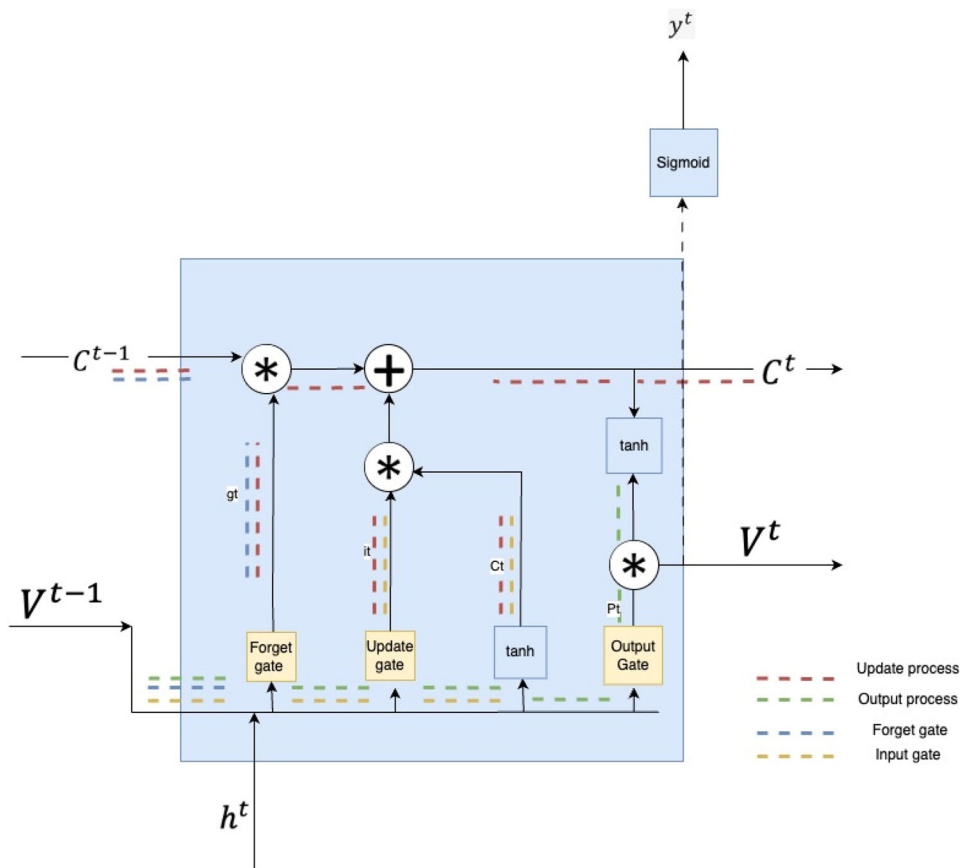 y^t
Sigmoid
C^{t-1}
*
+
C^t
tanh
*
gt
it
Ct
*
V^t
V^{t-1}
Pt
Forget
gate
Update
gate
tanh
Output
Gate
Update process
Output process
Forget gate
Input gate
h^t